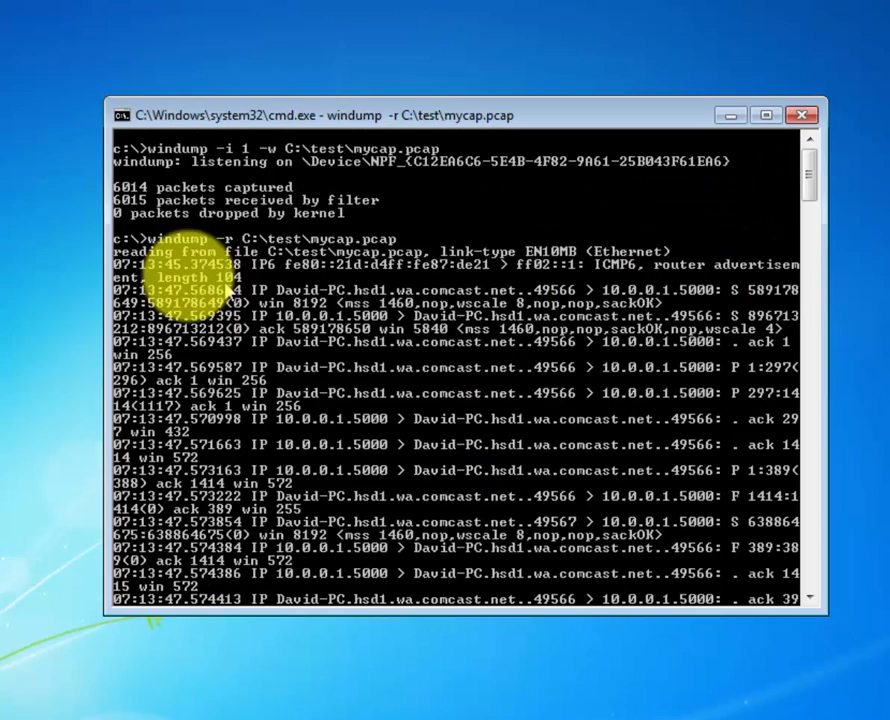 C:\Windows\system32\cmd.exe - windump -r C:\test\mycap.pcap
c:\>windump -i 1 -w C:\test\mycap.pcap
windump: listening on \Device\NPF_{C12EA6C6-5E4B-4F82-9A61-25B043F61EA6}
6014 packets captured
6015 packets received by filter
0 packets dropped by kernel
c:\>windump -r C:\test\mycap.pcap
reading from file C:\test\mycap.pcap, link-type EN10MB (Ethernet)
07:13:45.374538 IP6 fe80::21d:d4ff:fe87:de21 > ff02::1: ICMP6, router advertisem
ent, length 104
07:13:47.568664 IP David-PC.hsd1.wa.comcast.net..49566 > 10.0.0.1.5000: S 589178
649:589178649(0) win 8192 <mss 1460,nop,wscale 8,nop,nop,sackOK>
07:13:47.569395 IP 10.0.0.1.5000 > David-PC.hsd1.wa.comcast.net..49566: S 896713
212:896713212(0) ack 589178650 win 5840 <mss 1460,nop,nop,sackOK,nop,wscale 4>
07:13:47.569437 IP David-PC.hsd1.wa.comcast.net..49566 > 10.0.0.1.5000: . ack 1
win 256
07:13:47.569587 IP David-PC.hsd1.wa.comcast.net..49566 > 10.0.0.1.5000: P 1:297(
296) ack 1 win 256
07:13:47.569625 IP David-PC.hsd1.wa.comcast.net..49566 > 10.0.0.1.5000: P 297:14
14(1117) ack 1 win 256
07:13:47.570998 IP 10.0.0.1.5000 > David-PC.hsd1.wa.comcast.net..49566: . ack 29
7 win 432
07:13:47.571663 IP 10.0.0.1.5000 > David-PC.hsd1.wa.comcast.net..49566: . ack 14
14 win 572
07:13:47.573163 IP 10.0.0.1.5000 > David-PC.hsd1.wa.comcast.net..49566: P 1:389(
388) ack 1414 win 572
07:13:47.573222 IP David-PC.hsd1.wa.comcast.net..49566 > 10.0.0.1.5000: F 1414:1
414(0) ack 389 win 255
07:13:47.573854 IP David-PC.hsd1.wa.comcast.net..49567 > 10.0.0.1.5000: S 638864
675:638864675(0) win 8192 <mss 1460,nop,wscale 8,nop,nop,sackOK>
07:13:47.574384 IP 10.0.0.1.5000 > David-PC.hsd1.wa.comcast.net..49566: F 389:38
9(0) ack 1414 win 572
07:13:47.574386 IP 10.0.0.1.5000 > David-PC.hsd1.wa.comcast.net..49566: . ack 14
15 win 572
07:13:47.574413 IP David-PC.hsd1.wa.comcast.net..49566 > 10.0.0.1.5000: . ack 39